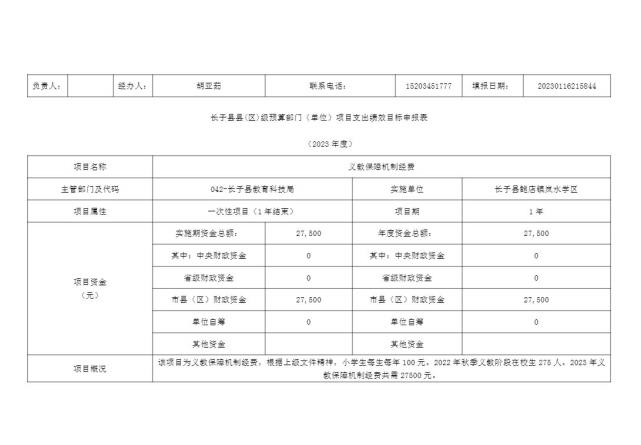 负责人： 经办人： 胡亚茹 联系电话： 15203451777 填报日期： 20230116215844
长子县县(区)级预算部门（单位）项目支出绩效目标申报表
（2023 年度）
项目名称 义教保障机制经费
主管部门及代码 042-长子县教育科技局 实施单位 长子县鲍店镇岚水学区
项目属性 一次性项目（1 年结束） 项目期 1 年
项目资金
（元）
实施期资金总额： 27,500 年度资金总额： 27,500
其中：中央财政资金 0 其中：中央财政资金 0
省级财政资金 0 省级财政资金 0
市县（区）财政资金 27,500 市县（区）财政资金 27,500
单位自筹 0 单位自筹 0
其他资金 其他资金
项目概况
该项目为义教保障机制经费，根据上级文件精神，小学生每生每年 100 元，2022 年秋季义教阶段在校生 275 人，2023 年义
教保障机制经费共需 27500 元。